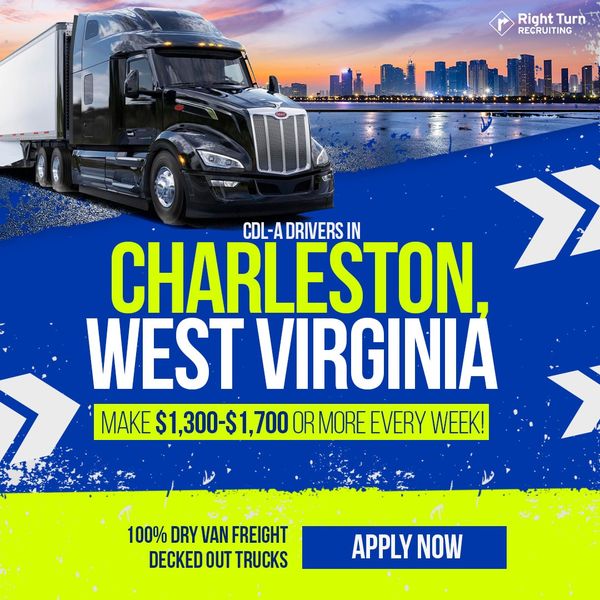 Right Turn
RECRUITING
CDL-A DRIVERS IN
CHARLESTON,
WEST VIRGINIA
MAKE $1,300-$1,700 OR MORE EVERY WEEK!
100% DRY VAN FREIGHT
DECKED OUT TRUCKS
APPLY NOW